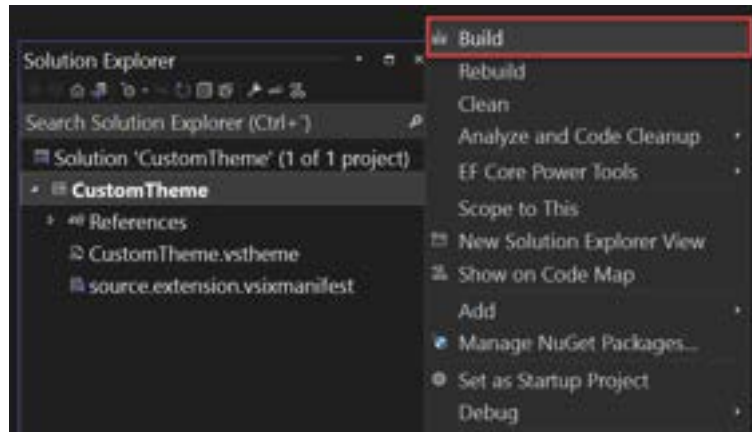 Solution Explorer
Search Solution Explorer (Ctrl+`)
Solution 'CustomTheme' (1 of 1 project)
CustomTheme
References
CustomTheme.vstheme
source.extension.vsixmanifest
Build
Rebuild
Clean
Analyze and Code Cleanup
EF Core Power Tools
Scope to This
New Solution Explorer View
Show on Code Map
Add
Manage NuGet Packages...
Set as Startup Project
Debug